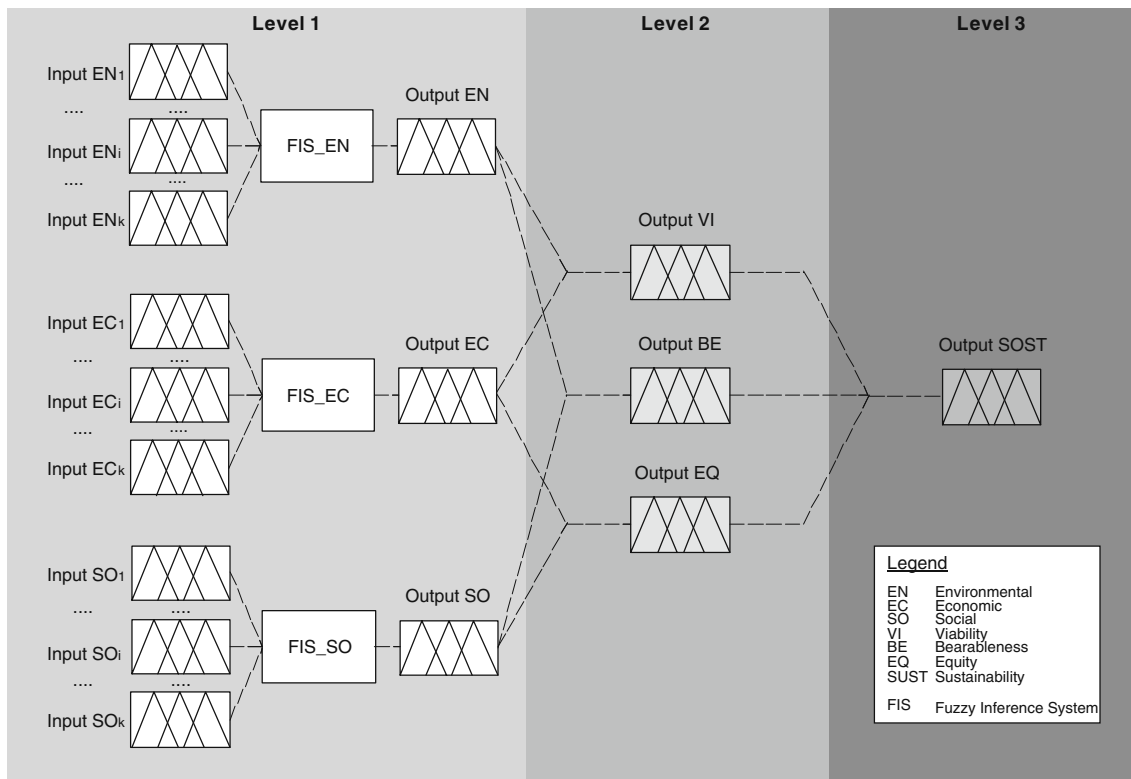 Level 1
Level 2
Level 3
Input EN1
....
....
Input ENi
....
....
Input ENk
FIS_EN
Output EN
Input EC1
....
....
Input ECi
....
....
Input ECk
FIS_EC
Output EC
Input SO1
....
....
Input SOi
....
....
Input SOk
FIS_SO
Output SO
Output VI
Output BE
Output EQ
Output SOST
Legend
EN Environmental
EC Economic
SO Social
VI Viability
BE Bearableness
EQ Equity
SUST Sustainability
FIS Fuzzy Inference System